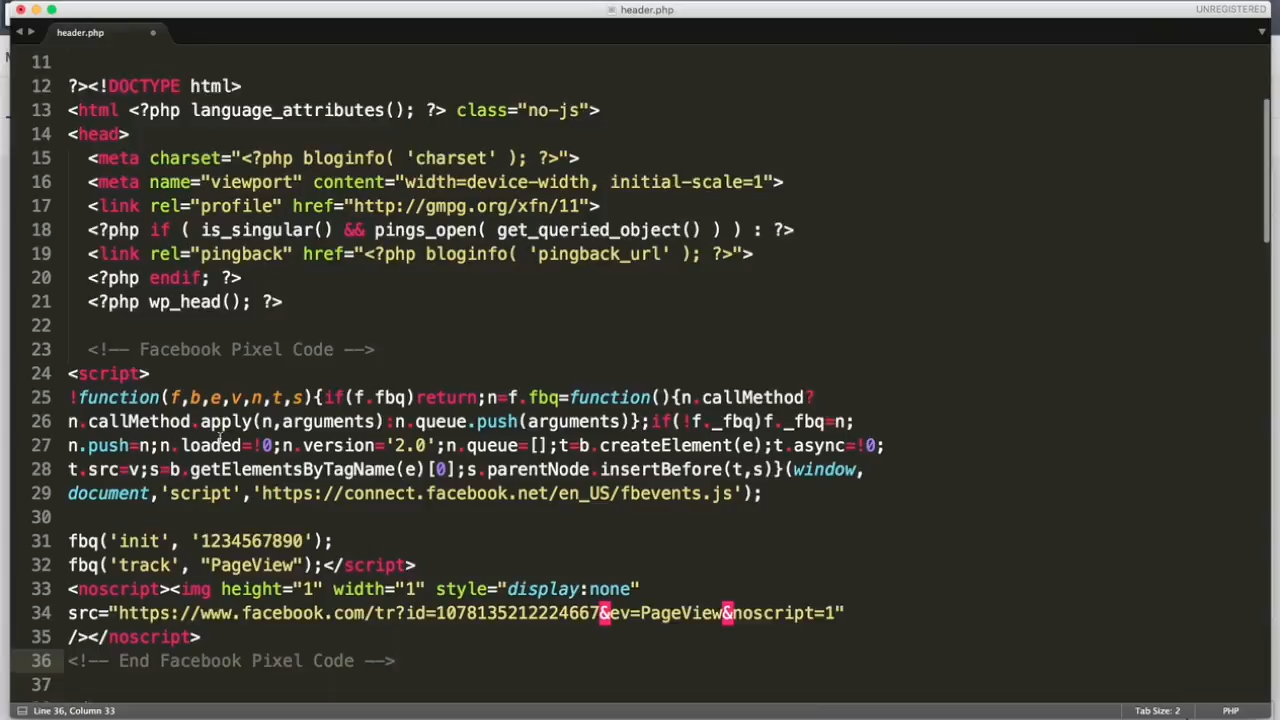 header.php
UNREGISTERED
header.php
11
12 ?><!DOCTYPE html>
13 <html <?php language_attributes(); ?> class="no-js">
14 <head>
15 <meta charset="<?php bloginfo( 'charset' ); ?>">
16 <meta name="viewport" content="width=device-width, initial-scale=1">
17 <link rel="profile" href="http://gmpg.org/xfn/11">
18 <?php if ( is_singular() && pings_open( get_queried_object() ) ) : ?>
19 <link rel="pingback" href="<?php bloginfo( 'pingback_url' ); ?>">
20 <?php endif; ?>
21 <?php wp_head(); ?>
22
23 <!-- Facebook Pixel Code -->
24 <script>
25 !function(f,b,e,v,n,t,s){if(f.fbq)return;n=f.fbq=function(){n.callMethod?
26 n.callMethod.apply(n,arguments):n.queue.push(arguments)};if(!f._fbq)f._fbq=n;
27 n.push=n;n.loaded=!0;n.version='2.0';n.queue=[];t=b.createElement(e);t.async=!0;
28 t.src=v;s=b.getElementsByTagName(e)[0];s.parentNode.insertBefore(t,s)}(window,
29 document,'script','https://connect.facebook.net/en_US/fbevents.js');
30
31 fbq('init', '1234567890');
32 fbq('track', "PageView");</script>
33 <noscript><img height="1" width="1" style="display:none"
34 src="https://www.facebook.com/tr?id=1078135212224667&ev=PageView&noscript=1"
35 /></noscript>
36 <!-- End Facebook Pixel Code -->
37
Line 36, Column 33
Tab Size: 2
PHP